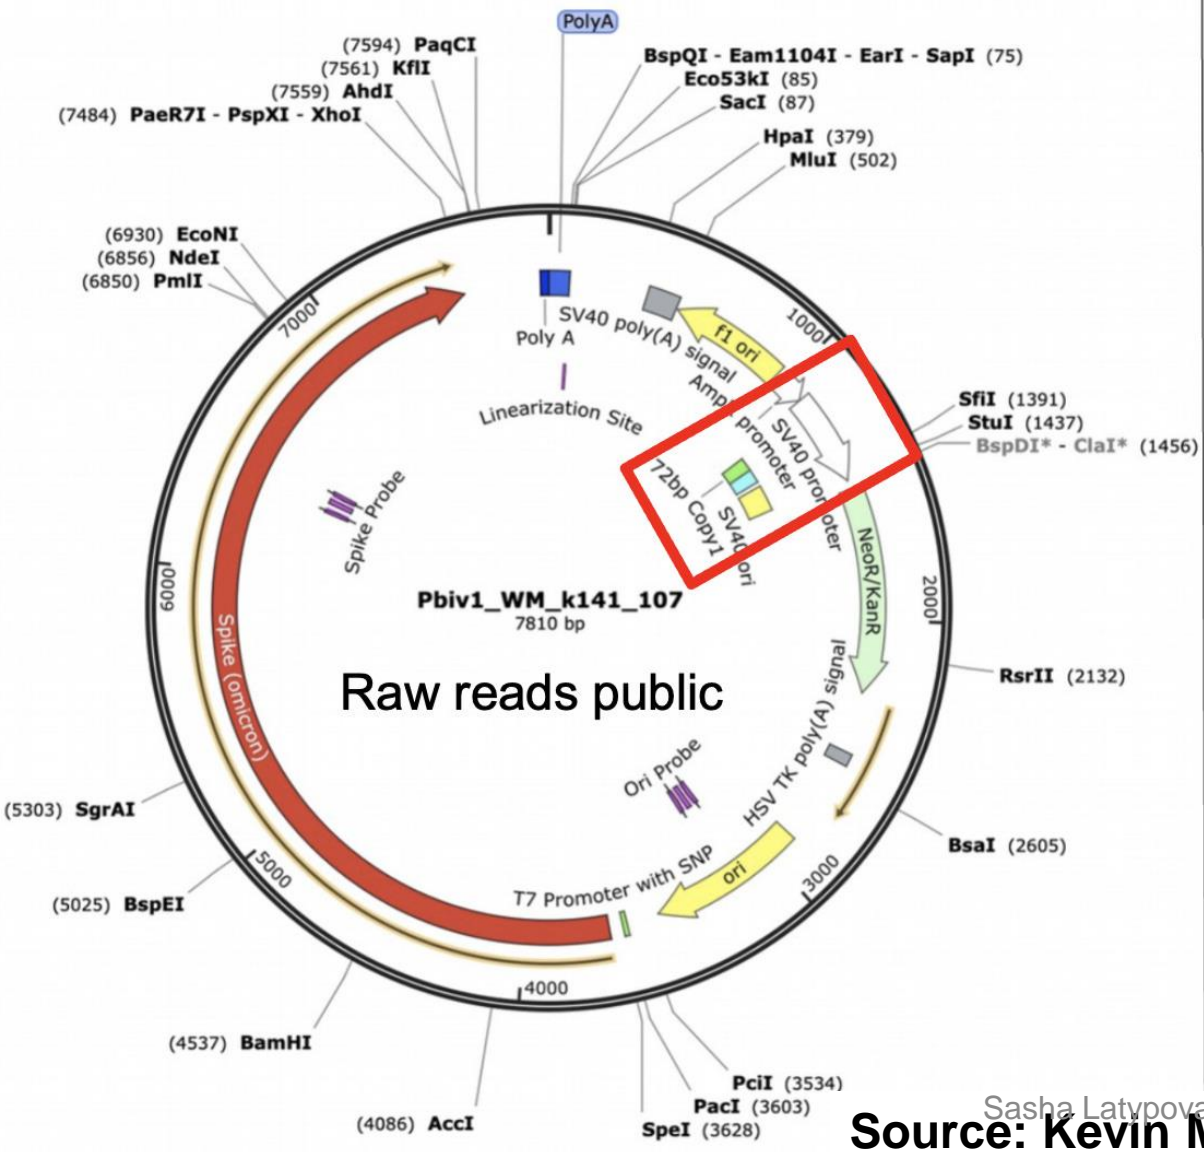 PolyA
(7594) PaqCI
(7561) KflI
(7559) AhdI
(7484) PaeR7I - PspXI - XhoI
BspQI - Eam1104I - EarI - SapI (75)
Eco53kI (85)
SacI (87)
HpaI (379)
MluI (502)
(6930) EcoNI
(6856) NdeI
(6850) PmlI
7000
1000
Poly A
SV40 poly(A) signal
f1 ori
AmpR promoter
SV40 promoter
Linearization Site
SfiI (1391)
StuI (1437)
BspDI* - ClaI* (1456)
72bp Copy1
SV40 ori
Spike Probe
NeoR/KanR
6000
2000
Pbiv1_WM_k141_107
7810 bp
Raw reads public
Spike (omicron)
RsrII (2132)
HSV TK poly(A) signal
Ori Probe
(5303) SgrAI
BsaI (2605)
5000
3000
T7 Promoter with SNP
ori
(5025) BspEI
4000
(4537) BamHI
(4086) AccI
PciI (3534)
PacI (3603)
SpeI (3628)
Sasha Latypova
Source: Kevin M